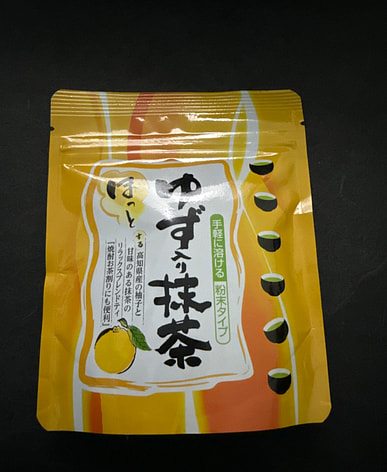 手軽に溶ける 粉末タイプ
ゆず入り抹茶
ほっと
する 高知県産の柚子と
甘味のある抹茶の
リラックスブレンドティ
「焼酎お茶割りにも便利」